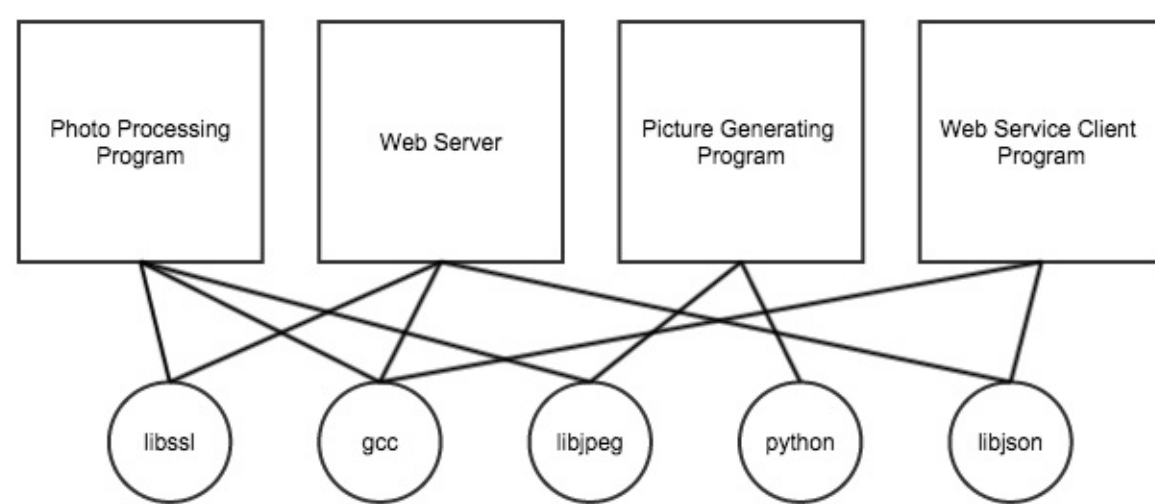 Photo Processing
Program
Web Server
Picture Generating
Program
Web Service Client
Program
libssl
gcc
libjpeg
python
libjson